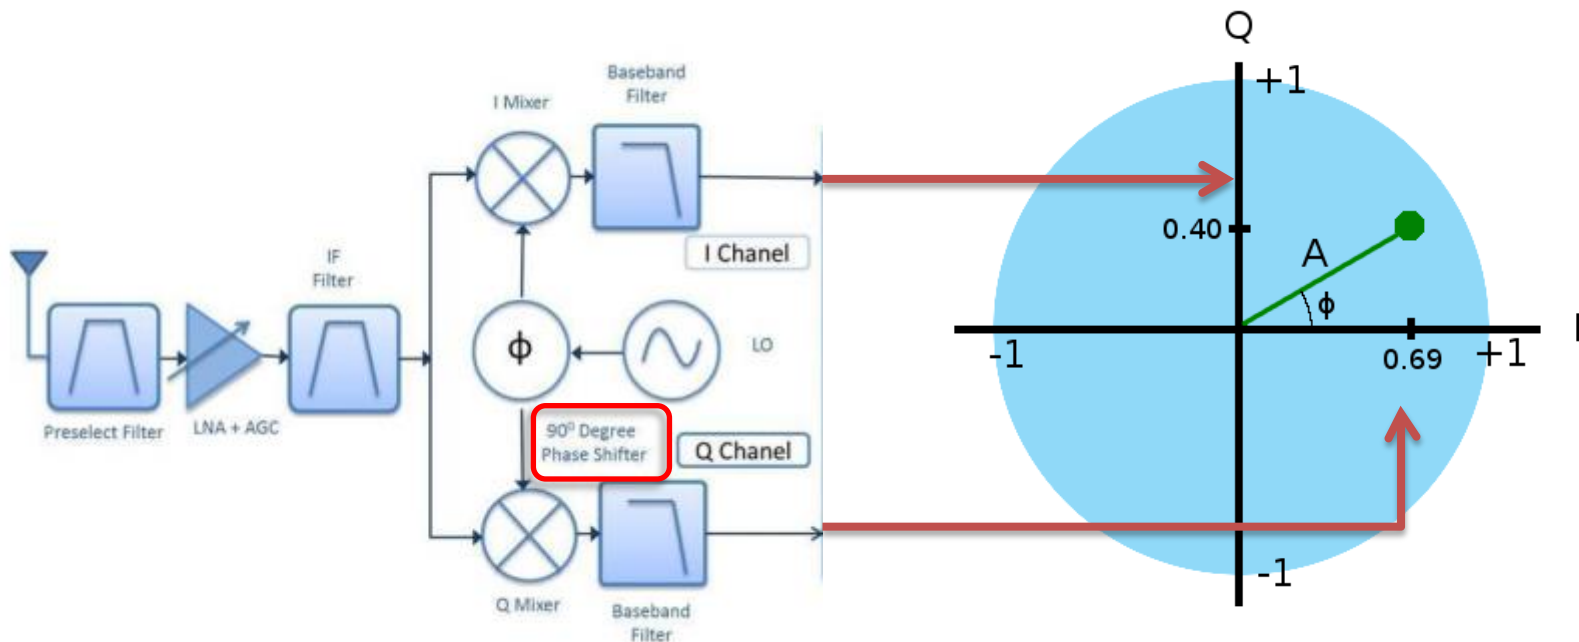 Preselect Filter
LNA + AGC
IF
Filter
I Mixer
Baseband
Filter
I Chanel
ϕ
LO
90⁰ Degree
Phase Shifter
Q Chanel
Q Mixer
Baseband
Filter
Q
+1
0.40
A
ϕ
I
-1
0.69
+1
-1